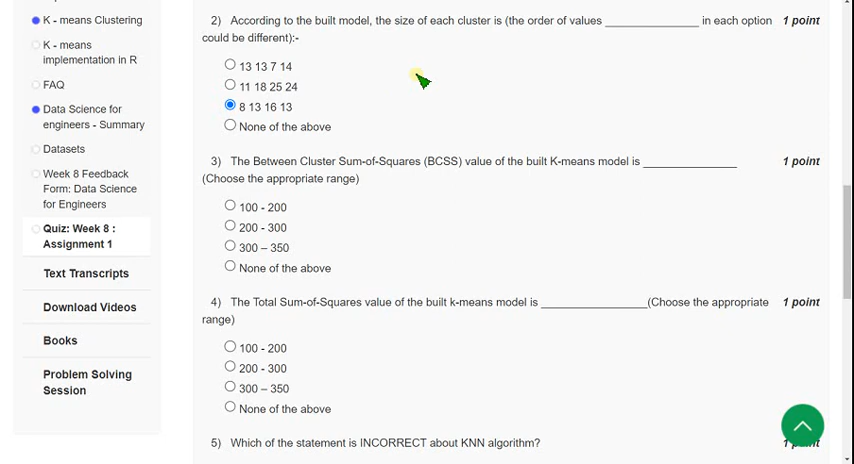 K - means Clustering
K - means
implementation in R
FAQ
Data Science for
engineers - Summary
Datasets
Week 8 Feedback
Form: Data Science
for Engineers
Quiz: Week 8 :
Assignment 1
Text Transcripts
Download Videos
Books
Problem Solving
Session
2) According to the built model, the size of each cluster is (the order of values _______________ in each option 1 point
could be different):-
13 13 7 14
11 18 25 24
8 13 16 13
None of the above
3) The Between Cluster Sum-of-Squares (BCSS) value of the built K-means model is _______________ 1 point
(Choose the appropriate range)
100 - 200
200 - 300
300 – 350
None of the above
4) The Total Sum-of-Squares value of the built k-means model is _________________(Choose the appropriate 1 point
range)
100 - 200
200 - 300
300 – 350
None of the above
5) Which of the statement is INCORRECT about KNN algorithm?